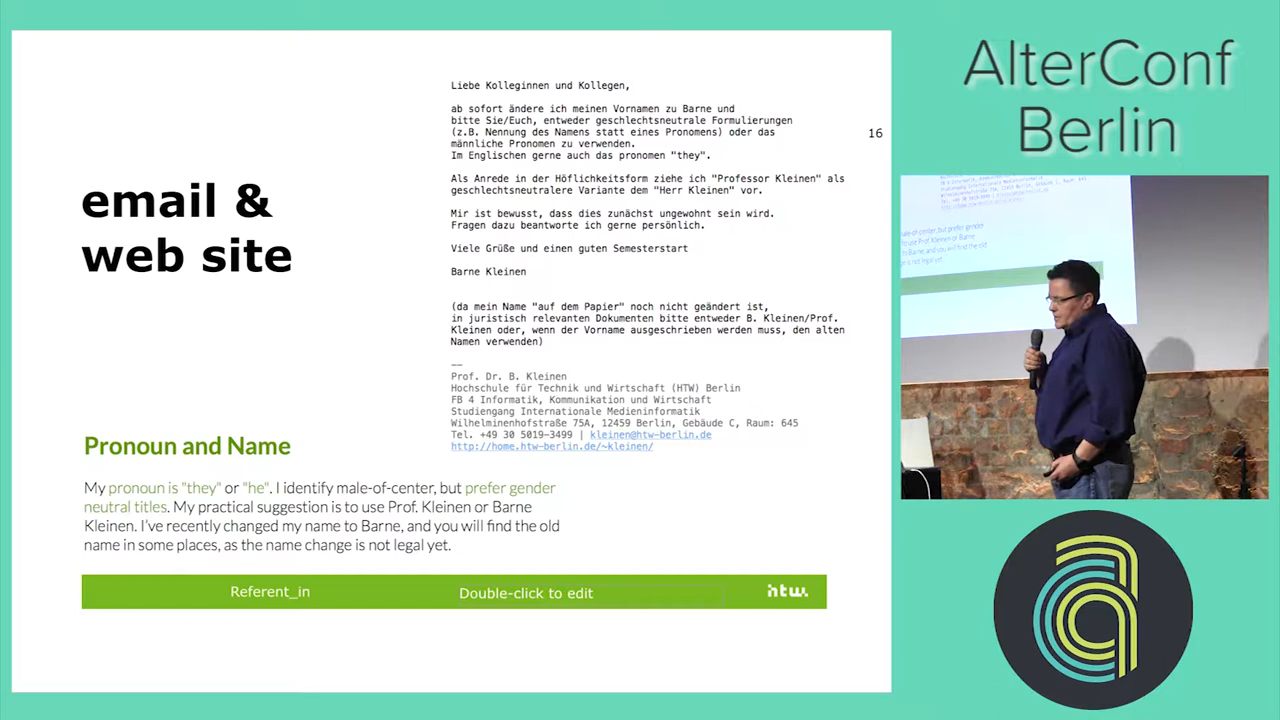 AlterConf
Berlin
email &
web site
Liebe Kolleginnen und Kollegen,
ab sofort ändere ich meinen Vornamen zu Barne und
bitte Sie/Euch, entweder geschlechtsneutrale Formulierungen
(z.B. Nennung des Namens statt eines Pronomens) oder das
männliche Pronomen zu verwenden.
Im Englischen gerne auch das pronomen "they".
16
Als Anrede in der Höflichkeitsform ziehe ich "Professor Kleinen" als
geschlechtsneutralere Variante dem "Herr Kleinen" vor.
Mir ist bewusst, dass dies zunächst ungewohnt sein wird.
Fragen dazu beantworte ich gerne persönlich.
Viele Grüße und einen guten Semesterstart
Barne Kleinen
(da mein Name "auf dem Papier" noch nicht geändert ist,
in juristisch relevanten Dokumenten bitte entweder B. Kleinen/Prof.
Kleinen oder, wenn der Vorname ausgeschrieben werden muss, den alten
Namen verwenden)
—
Prof. Dr. B. Kleinen
Hochschule für Technik und Wirtschaft (HTW) Berlin
FB 4 Informatik, Kommunikation und Wirtschaft
Studiengang Internationale Medieninformatik
Wilhelminenhofstraße 75A, 12459 Berlin, Gebäude C, Raum: 645
Tel. +49 30 5019-3499 | kleinen@htw-berlin.de
http://home.htw-berlin.de/~kleinen/
Pronoun and Name
My pronoun is "they" or "he". I identify male-of-center, but prefer gender
neutral titles. My practical suggestion is to use Prof. Kleinen or Barne
Kleinen. I've recently changed my name to Barne, and you will find the old
name in some places, as the name change is not legal yet.
Referent_in
Double-click to edit
htw.